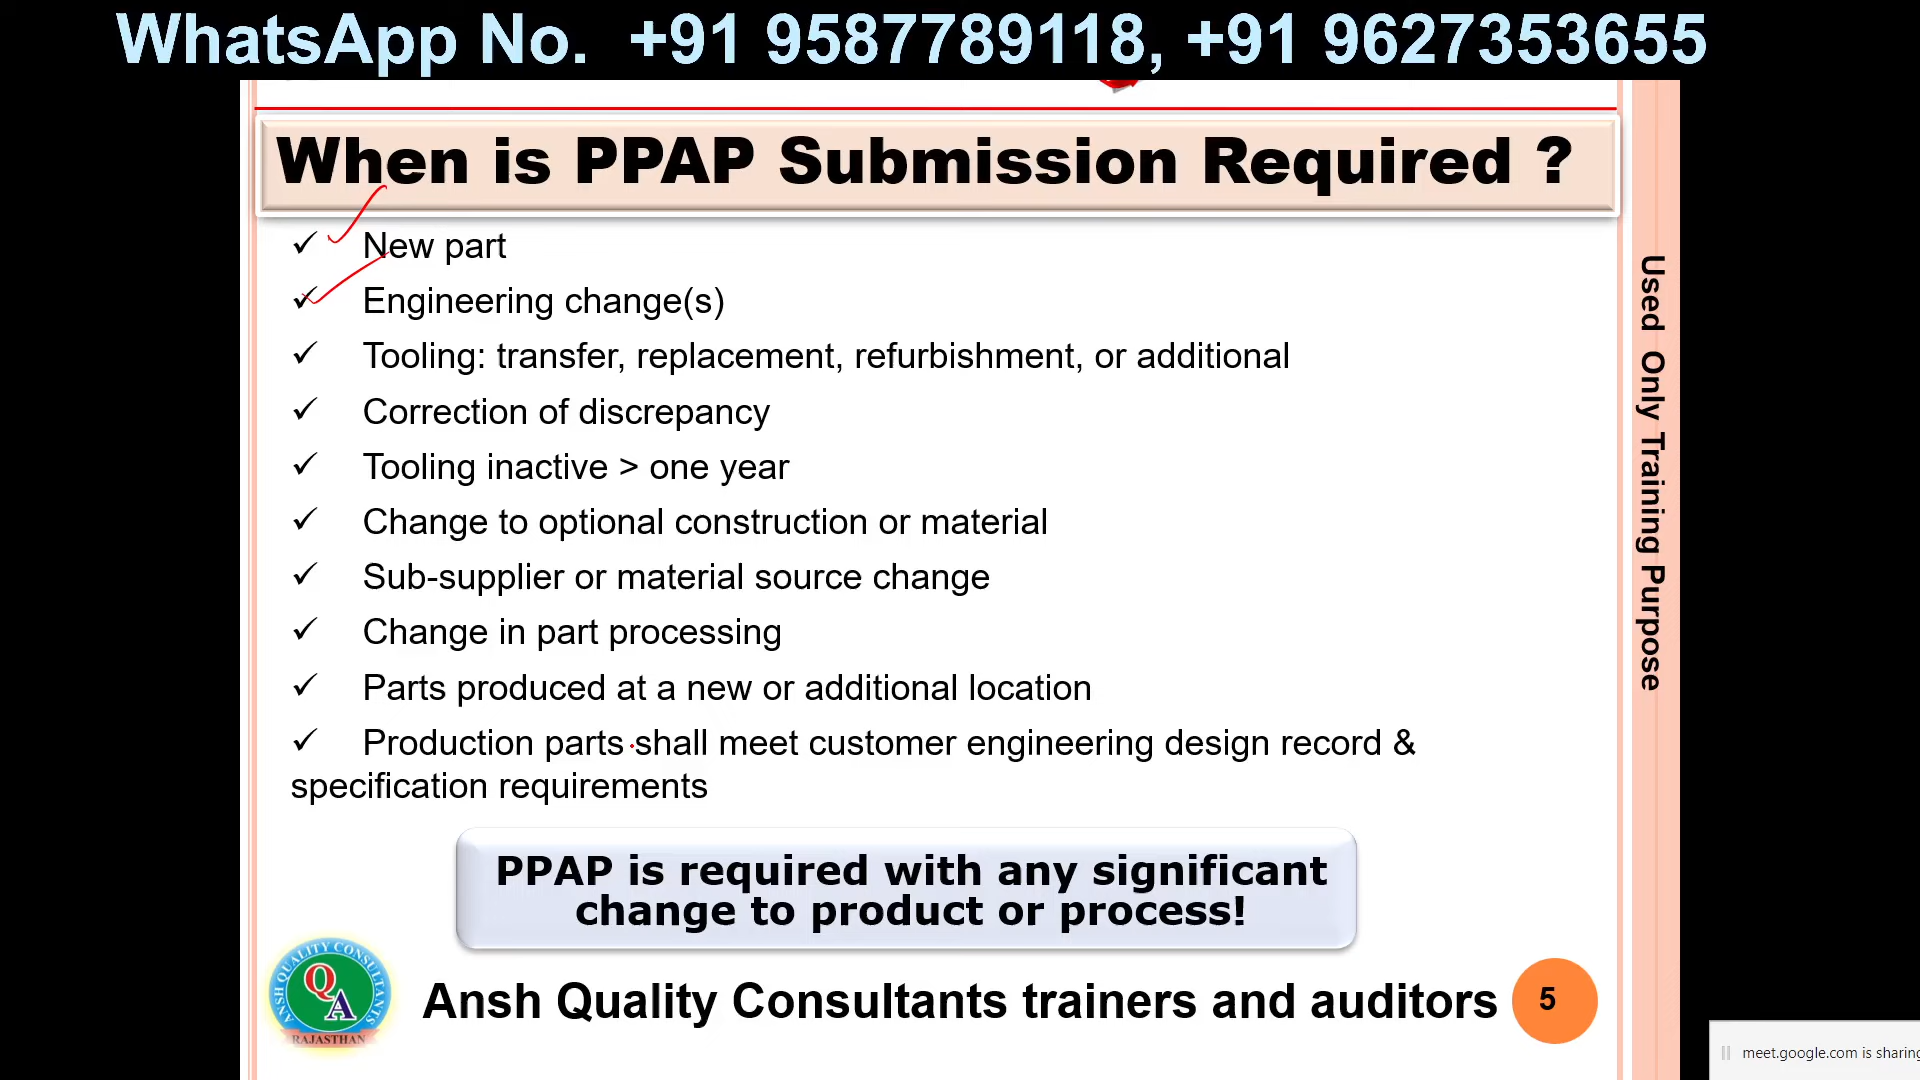 WhatsApp No. +91 9587789118, +91 9627353655
When is PPAP Submission Required ?
✓ New part
✓ Engineering change(s)
✓ Tooling: transfer, replacement, refurbishment, or additional
✓ Correction of discrepancy
✓ Tooling inactive > one year
✓ Change to optional construction or material
✓ Sub-supplier or material source change
✓ Change in part processing
✓ Parts produced at a new or additional location
✓ Production parts shall meet customer engineering design record &
specification requirements
PPAP is required with any significant
change to product or process!
ANSH QUALITY CONSULTANTS
QA
RAJASTHAN
Ansh Quality Consultants trainers and auditors
5
Used Only Training Purpose
meet.google.com is sharing